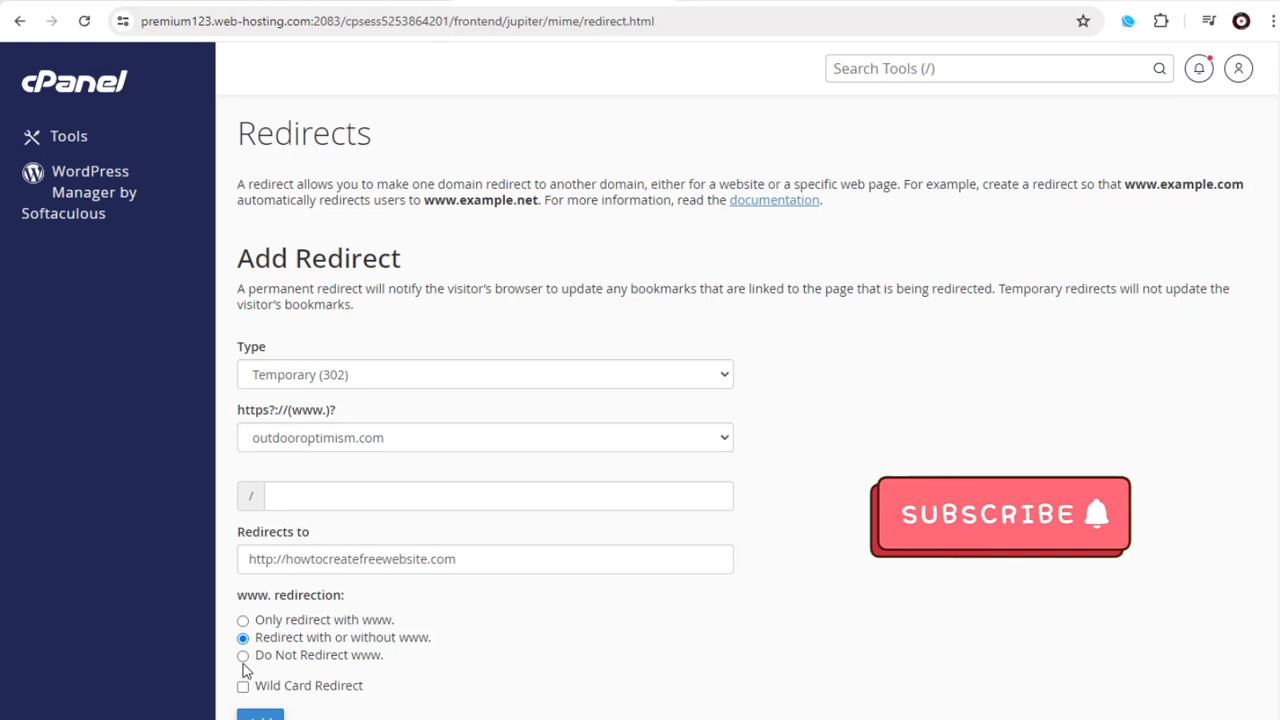 premium123.web-hosting.com:2083/cpsess5253864201/frontend/jupiter/mime/redirect.html
cPanel
Search Tools (/)
Tools
WordPress
Manager by
Softaculous
Redirects
A redirect allows you to make one domain redirect to another domain, either for a website or a specific web page. For example, create a redirect so that www.example.com
automatically redirects users to www.example.net. For more information, read the documentation.
Add Redirect
A permanent redirect will notify the visitor's browser to update any bookmarks that are linked to the page that is being redirected. Temporary redirects will not update the
visitor's bookmarks.
Type
Temporary (302)
https?://(www.)?
outdooroptimism.com
/
Redirects to
http://howtocreatefreewebsite.com
SUBSCRIBE
www. redirection:
Only redirect with www.
Redirect with or without www.
Do Not Redirect www.
Wild Card Redirect